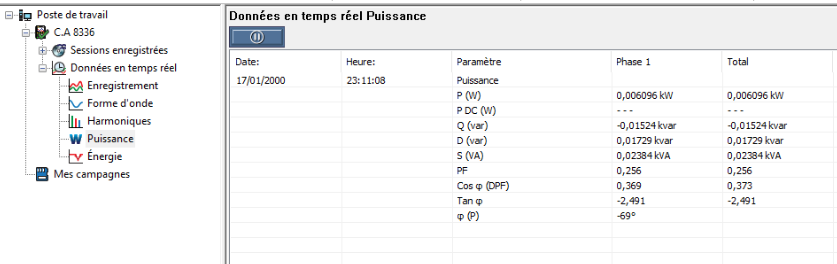 Poste de travail
C.A 8336
Sessions enregistrées
Données en temps réel
Enregistrement
Forme d'onde
Harmoniques
W Puissance
Énergie
Mes campagnes
Données en temps réel Puissance
Date: Heure: Paramètre Phase 1 Total
17/01/2000 23:11:08 Puissance
P (W) 0,006096 kW 0,006096 kW
P DC (W) - - - - - -
Q (var) -0,01524 kvar -0,01524 kvar
D (var) 0,01729 kvar 0,01729 kvar
S (VA) 0,02384 kVA 0,02384 kVA
PF 0,256 0,256
Cos φ (DPF) 0,369 0,373
Tan φ -2,491 -2,491
φ (P) -69°